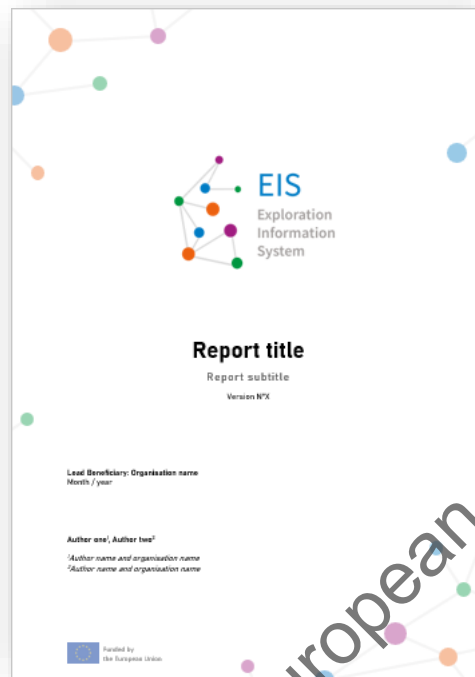 EIS
Exploration
Information
System
Report title
Report subtitle
Version N°X
Lead Beneficiary: Organisation name
Month / year
Author one¹, Author two²
¹Author name and organisation name
²Author name and organisation name
Funded by
the European Union
uropean